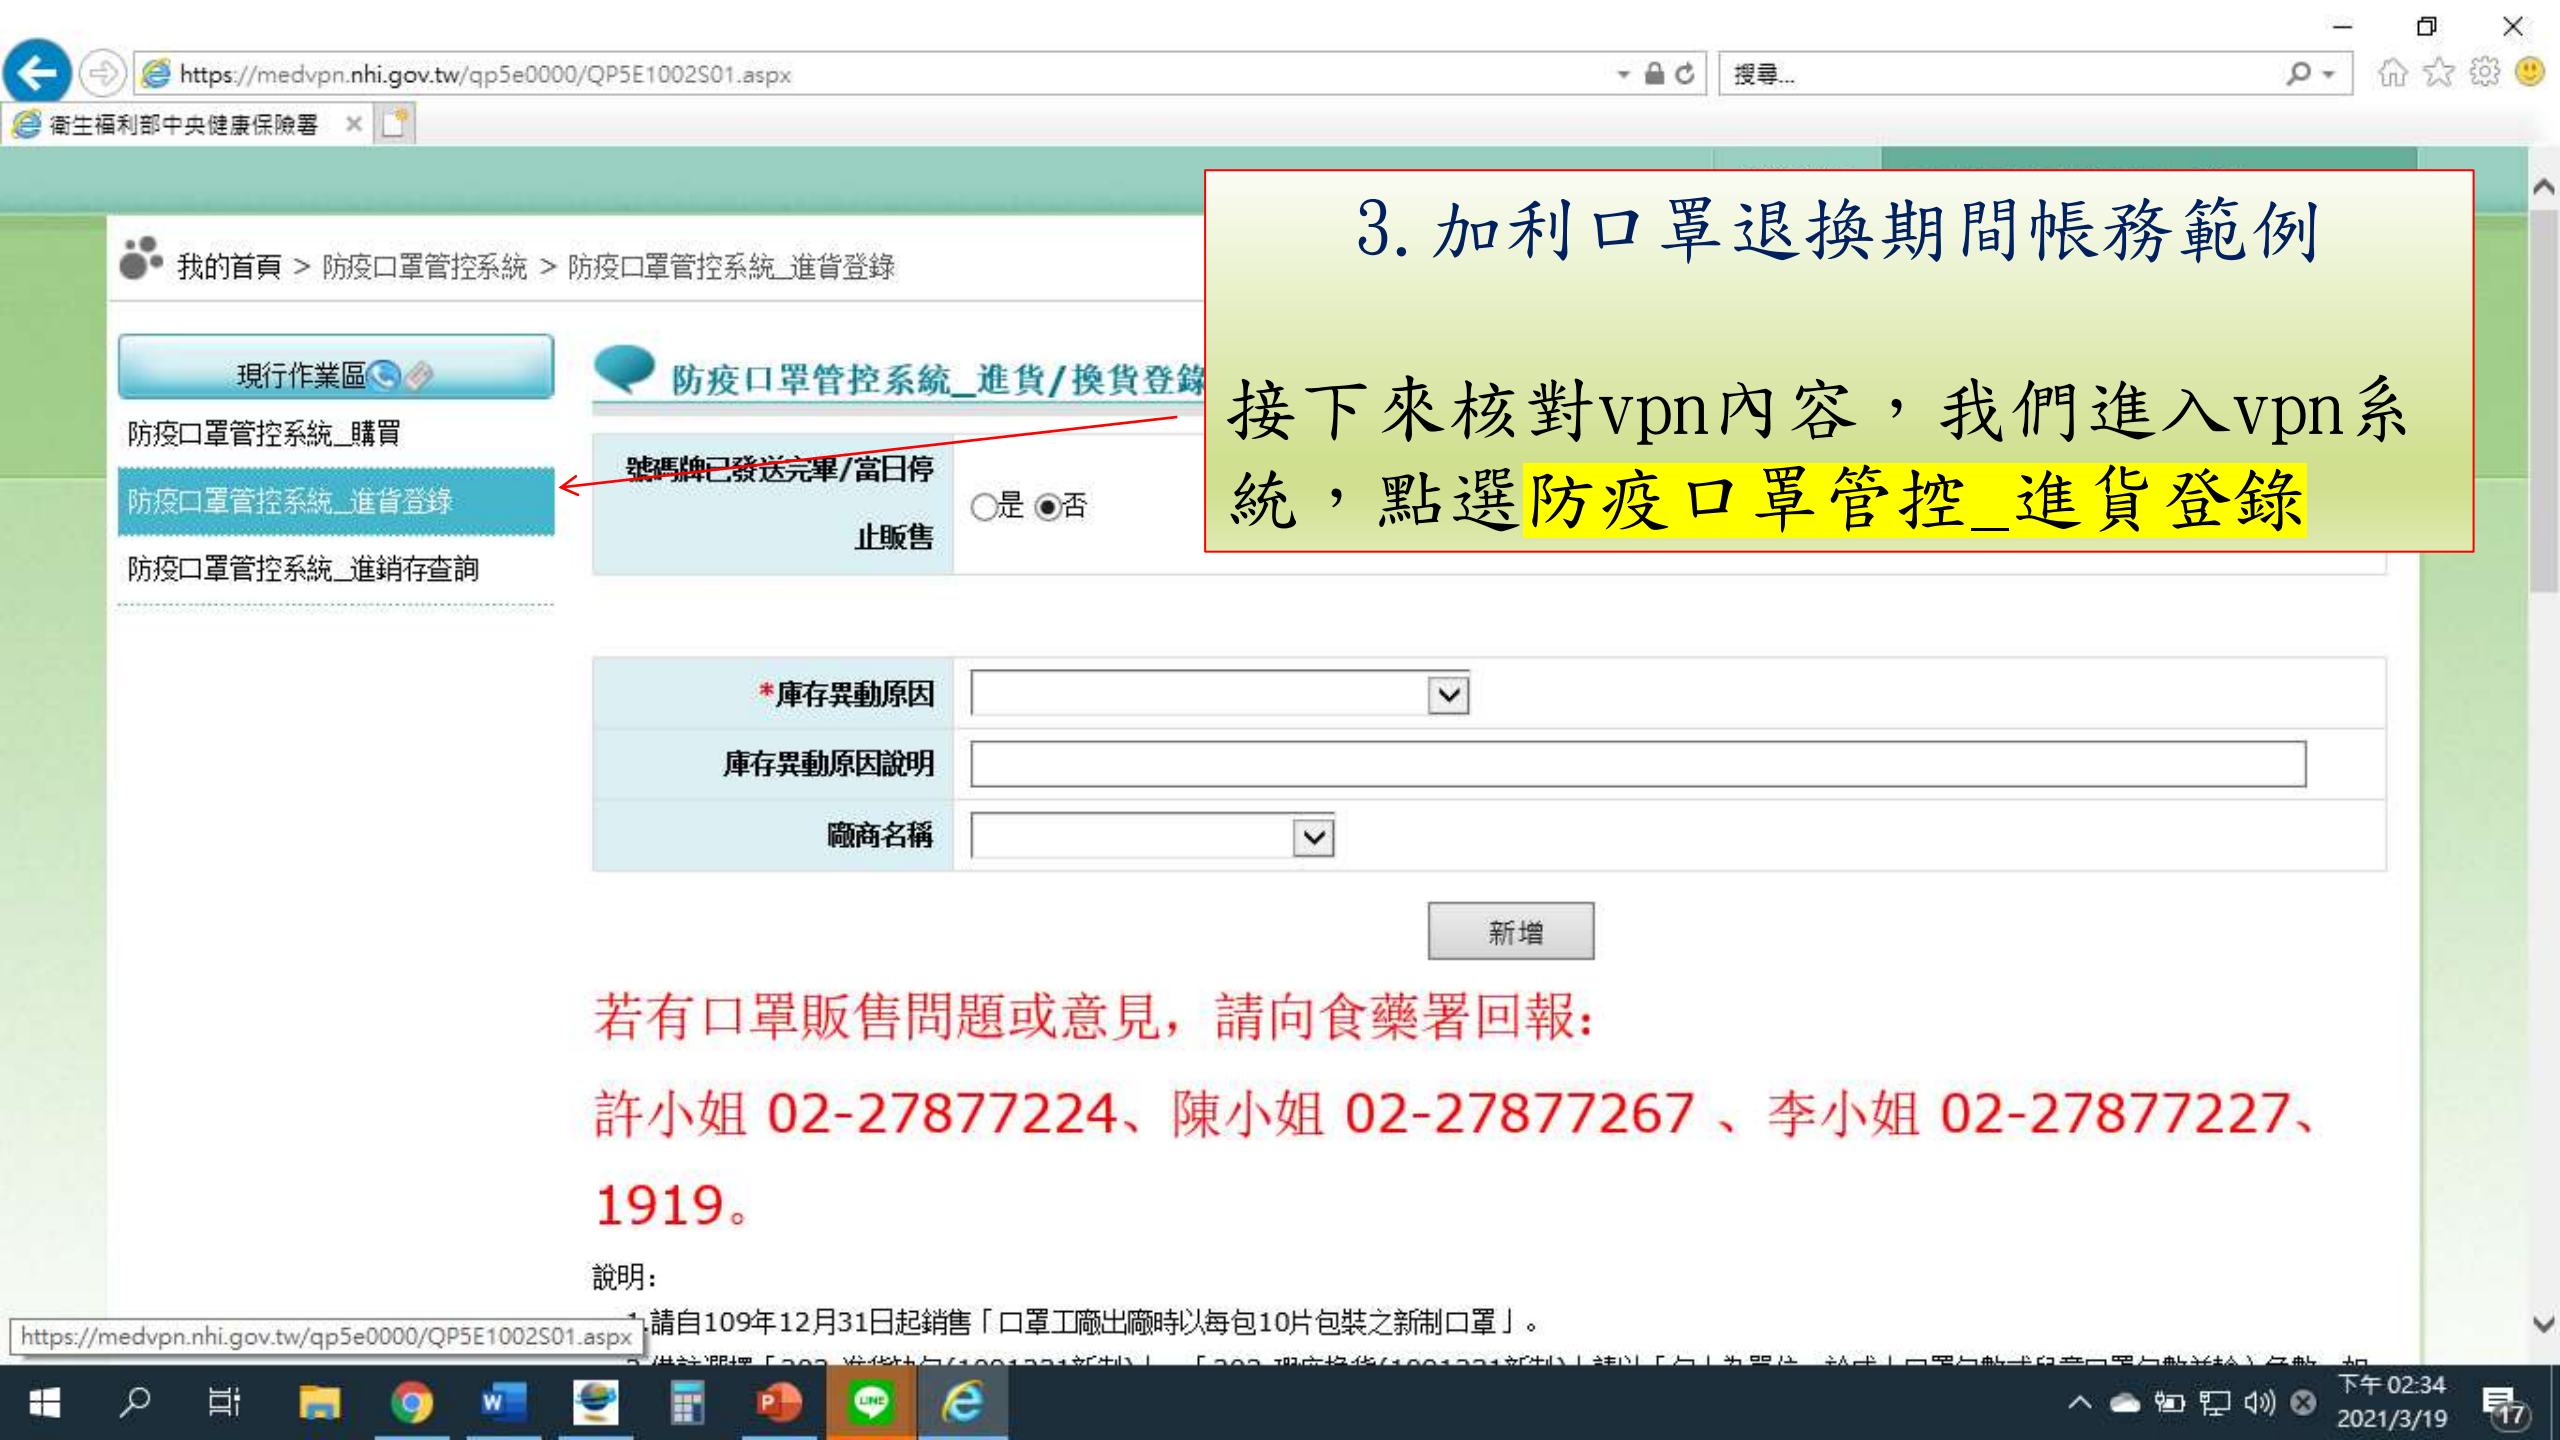 https://medvpn.nhi.gov.tw/qp5e0000/QP5E1002S01.aspx
搜尋...
衛生福利部中央健康保險署
我的首頁 > 防疫口罩管控系統 > 防疫口罩管控系統_進貨登錄
3.加利口罩退換期間帳務範例
接下來核對vpn內容，我們進入vpn系
統，點選防疫口罩管控_進貨登錄
現行作業區
防疫口罩管控系統_購買
防疫口罩管控系統_進貨登錄
防疫口罩管控系統_進銷存查詢
防疫口罩管控系統_進貨/換貨登錄
號碼牌已發送完畢/當日停
止販售
是 否
*庫存異動原因
庫存異動原因說明
廠商名稱
新增
若有口罩販售問題或意見，請向食藥署回報：
許小姐 02-27877224、陳小姐 02-27877267 、李小姐 02-27877227、
1919。
說明：
請自109年12月31日起銷售「口罩工廠出廠時以每包10片包裝之新制口罩」。
https://medvpn.nhi.gov.tw/qp5e0000/QP5E1002S01.aspx
下午 02:34
2021/3/19
17